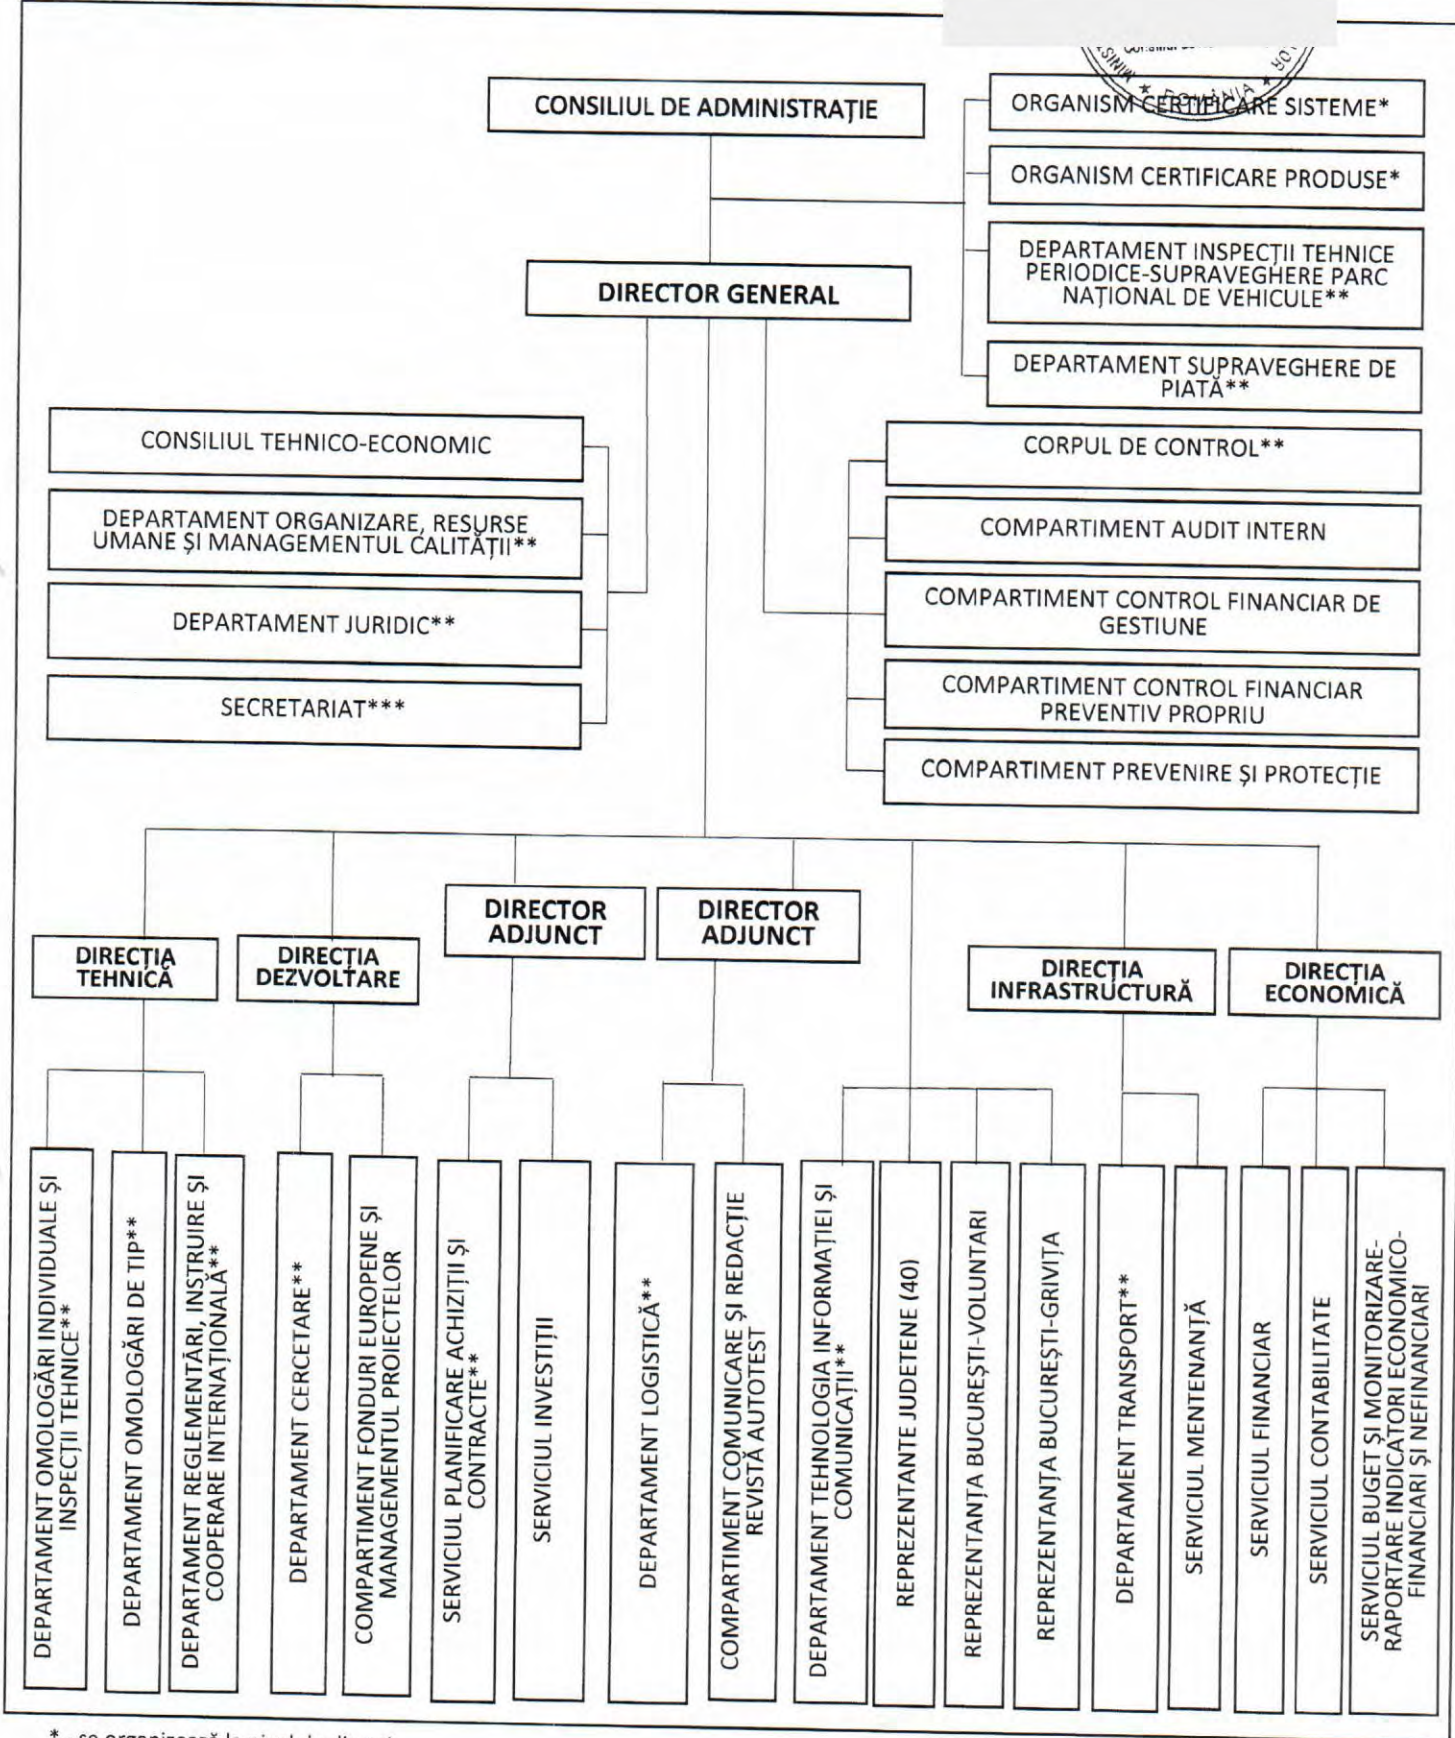 MINIS
★ ROMÂNIA ★
CONSILIUL DE ADMINISTRAȚIE
ORGANISM CERTIFICARE SISTEME*
ORGANISM CERTIFICARE PRODUSE*
DEPARTAMENT INSPECȚII TEHNICE
PERIODICE-SUPRAVEGHERE PARC
NAȚIONAL DE VEHICULE**
DEPARTAMENT SUPRAVEGHERE DE
PIATĂ**
DIRECTOR GENERAL
CONSILIUL TEHNICO-ECONOMIC
DEPARTAMENT ORGANIZARE, RESURSE
UMANE ȘI MANAGEMENTUL CALITĂȚII**
DEPARTAMENT JURIDIC**
SECRETARIAT***
CORPUL DE CONTROL**
COMPARTIMENT AUDIT INTERN
COMPARTIMENT CONTROL FINANCIAR DE
GESTIUNE
COMPARTIMENT CONTROL FINANCIAR
PREVENTIV PROPRIU
COMPARTIMENT PREVENIRE ȘI PROTECȚIE
DIRECȚIA
TEHNICĂ
DIRECȚIA
DEZVOLTARE
DIRECTOR
ADJUNCT
DIRECTOR
ADJUNCT
DIRECȚIA
INFRASTRUCTURĂ
DIRECȚIA
ECONOMICĂ
DEPARTAMENT OMOLOGĂRI INDIVIDUALE ȘI
INSPECȚII TEHNICE**
DEPARTAMENT OMOLOGĂRI DE TIP**
DEPARTAMENT REGLEMENTĂRI, INSTRUIRE ȘI
COOPERARE INTERNAȚIONALĂ**
DEPARTAMENT CERCETARE**
COMPARTIMENT FONDURI EUROPENE ȘI
MANAGEMENTUL PROIECTELOR
SERVICIUL PLANIFICARE ACHIZIȚII ȘI
CONTRACTE**
SERVICIUL INVESTIȚII
DEPARTAMENT LOGISTICĂ**
COMPARTIMENT COMUNICARE ȘI REDACȚIE
REVISTĂ AUTOTEST
DEPARTAMENT TEHNOLOGIA INFORMAȚIEI ȘI
COMUNICAȚII**
REPREZENTANȚE JUDEȚENE (40)
REPREZENTANȚA BUCUREȘTI-VOLUNTARI
REPREZENTANȚA BUCUREȘTI-GRIVIȚA
DEPARTAMENT TRANSPORT**
SERVICIUL MENTENANȚĂ
SERVICIUL FINANCIAR
SERVICIUL CONTABILITATE
SERVICIUL BUGET ȘI MONITORIZARE-
RAPORTARE INDICATORI ECONOMICO-
FINANCIARI ȘI NEFINANCIARI